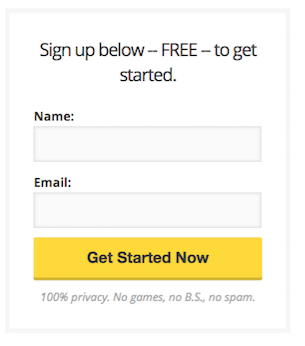 Sign up below -- FREE -- to get
started.
Name:
Email:
Get Started Now
100% privacy. No games, no B.S., no spam.